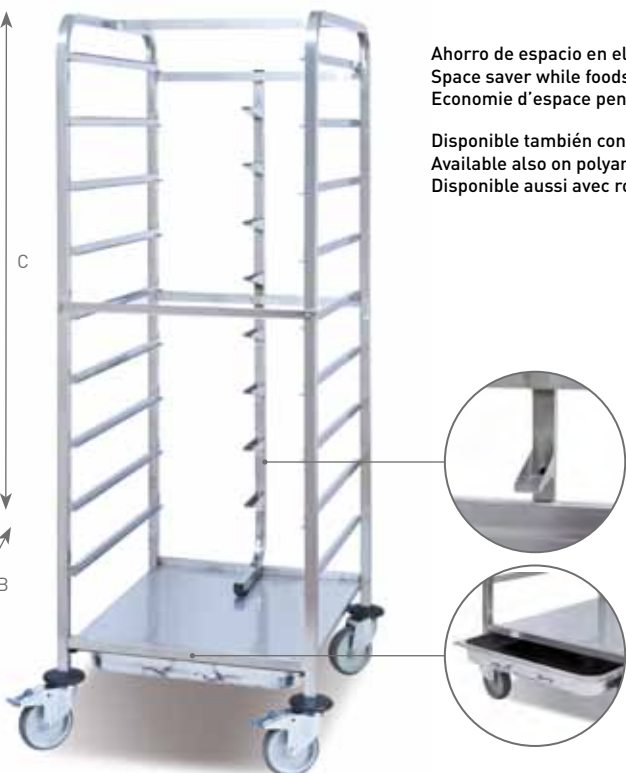 Ahorro de espacio en el
Space saver while foods
Economie d'espace pen
Disponible también con
Available also on polyar
Disponible aussi avec ro
C
B